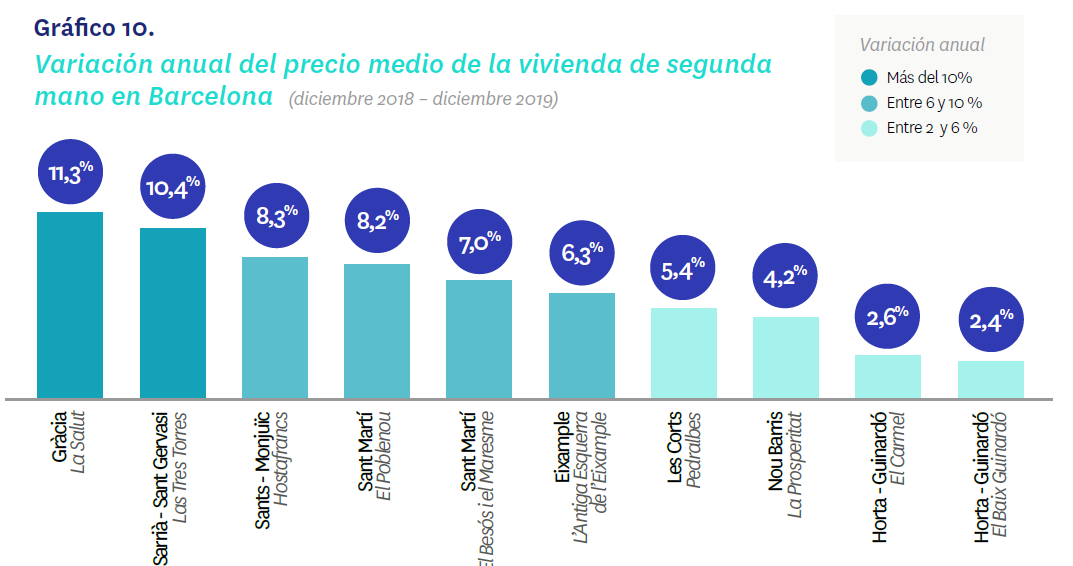 Gráfico 10.
Variación anual del precio medio de la vivienda de segunda
mano en Barcelona (diciembre 2018 – diciembre 2019)
Variación anual
Más del 10%
Entre 6 y 10 %
Entre 2 y 6 %
11,3%
10,4%
8,3%
8,2%
7,0%
6,3%
5,4%
4,2%
2,6%
2,4%
Gràcia
La Salut
Sarrià - Sant Gervasi
Las Tres Torres
Sants - Monjuïc
Hostafrancs
Sant Martí
El Poblenou
Sant Martí
El Besós i el Maresme
Eixample
L'Antiga Esquerra
de l'Eixample
Les Corts
Pedralbes
Nou Barris
La Prosperitat
Horta - Guinardó
El Carmel
Horta - Guinardó
El Baix Guinardó